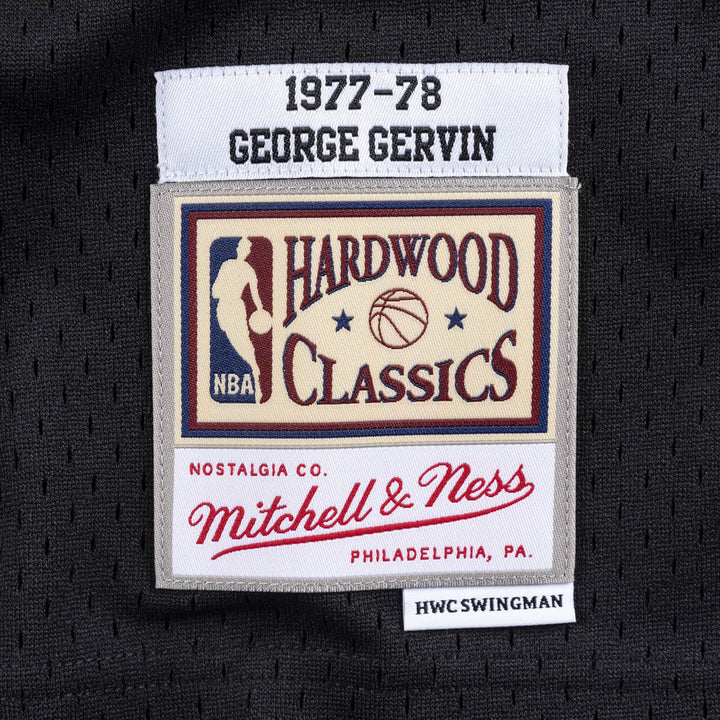 1977-78
GEORGE GERVIN
HARDWOOD
CLASSICS
NBA
NOSTALGIA CO.
Mitchell & Ness
PHILADELPHIA, PA.
HWC SWINGMAN